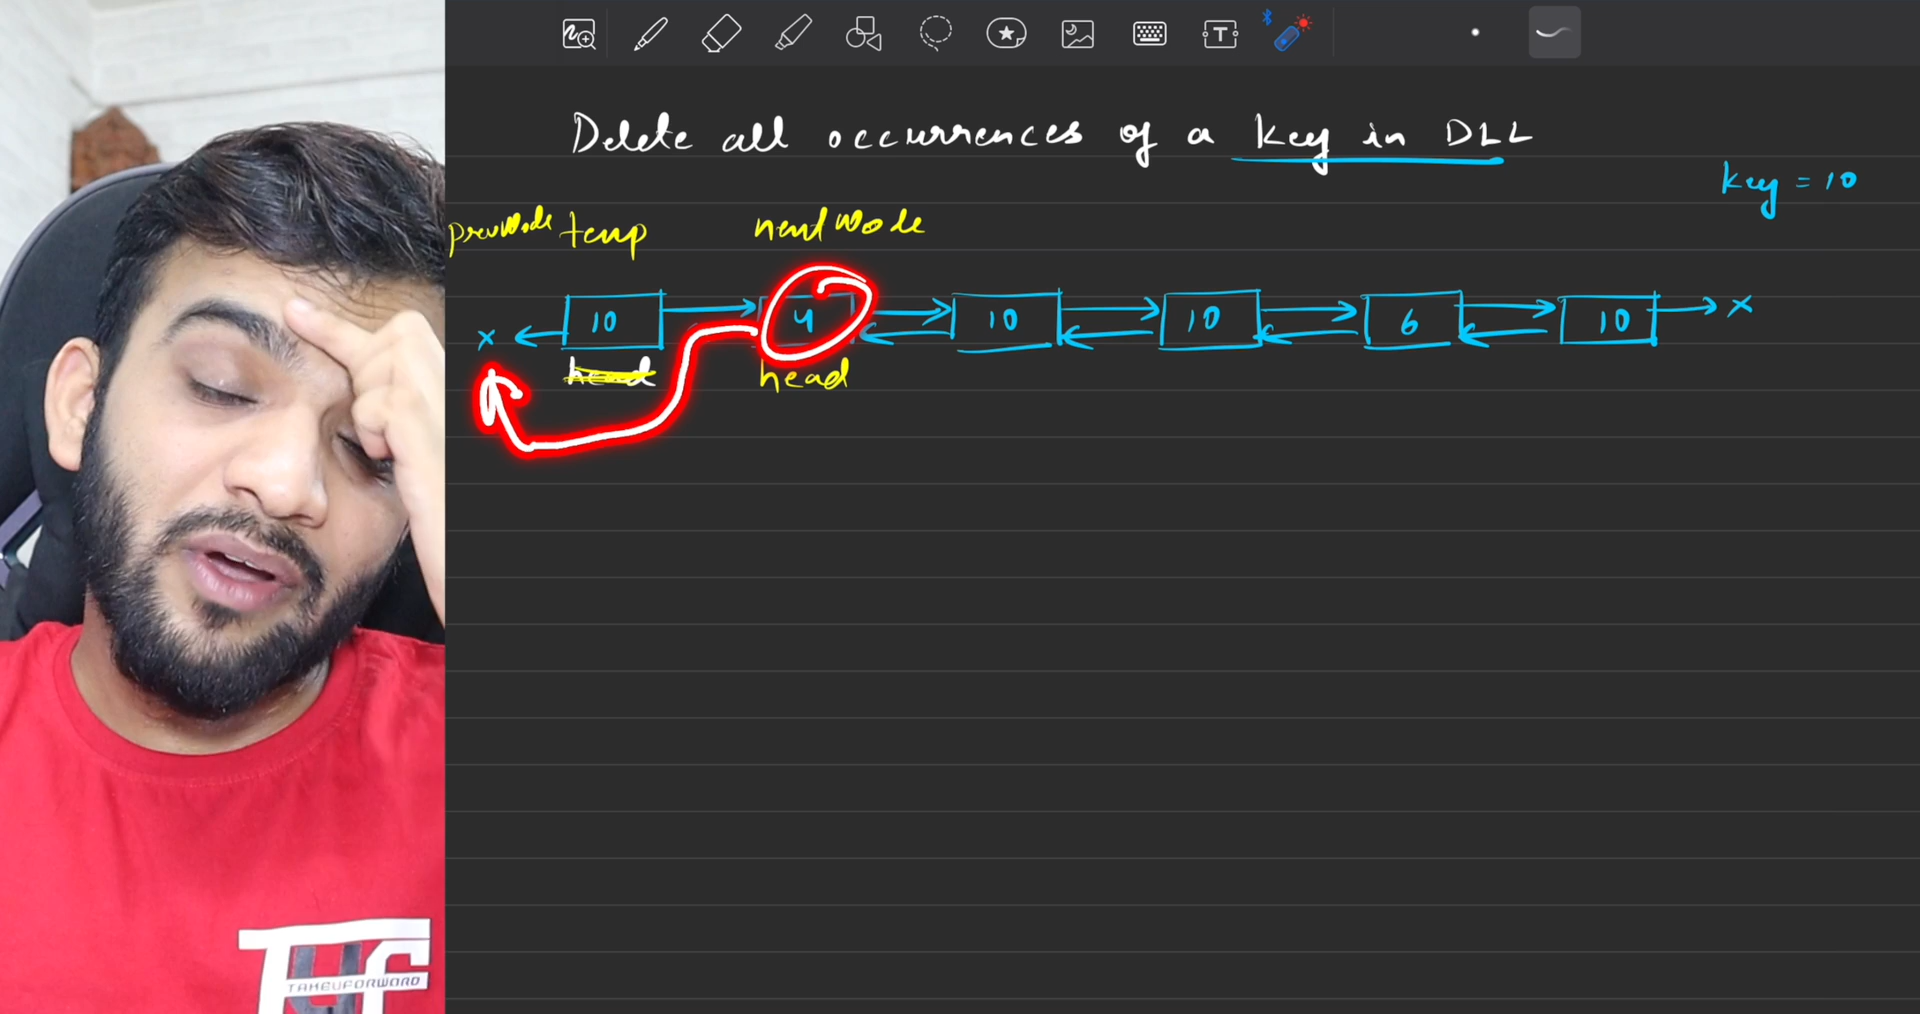 Delete all occurrences of a key in DLL
key = 10
prevNode temp nextNode
x 10 4 10 10 6 10 x
head head
T
TUF
TAKEUFORWARD